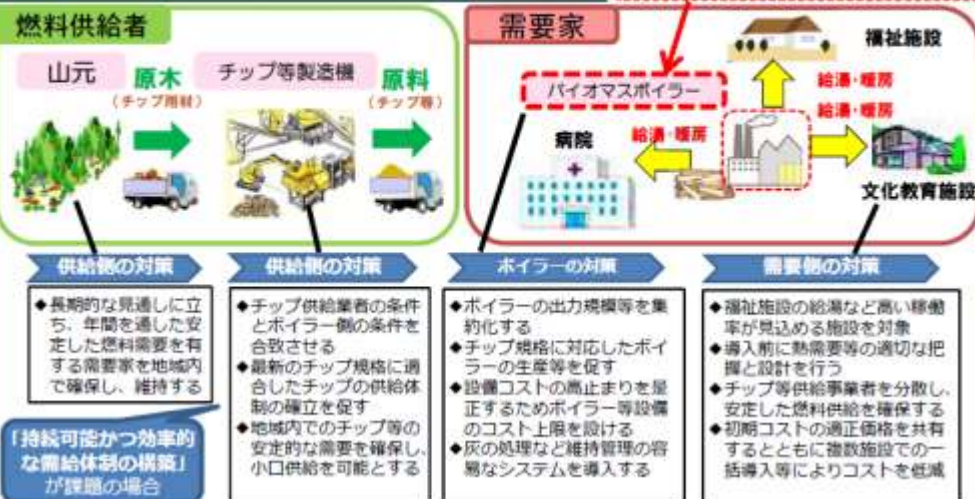 燃料供給者
山元
原木
(チップ用材)
チップ等製造機
原料
(チップ等)
需要家
バイオマスボイラー
福祉施設
給湯・暖房
給湯・暖房
病院
給湯・暖房
文化教育施設
供給側の対策
◆長期的な見通しに立
ち、年間を通した安
定した燃料需要を有
する需要家を地域内
で確保し、維持する
「持続可能かつ効率的
な需給体制の構築」
が課題の場合
供給側の対策
◆チップ供給業者の条件
とボイラー側の条件を
合致させる
◆最新のチップ規格に適
合したチップの供給体
制の確立を促す
◆地域内でのチップ等の
安定的な需要を確保し、
小口供給を可能とする
ボイラーの対策
◆ボイラーの出力規模等を集
約化する
◆チップ規格に対応したボイ
ラーの生産等を促す
◆設備コストの高止まりを是
正するためボイラー等設備
のコスト上限を設ける
◆灰の処理など維持管理の容
易なシステムを導入する
需要側の対策
◆福祉施設の給湯など高い稼働
率が見込める施設を対象
◆導入前に熱需要等の適切な把
握と設計を行う
◆チップ等供給事業者を分散し、
安定した燃料供給を確保する
◆初期コストの適正価格を共有
するとともに複数施設での一
括導入等によりコストを低減